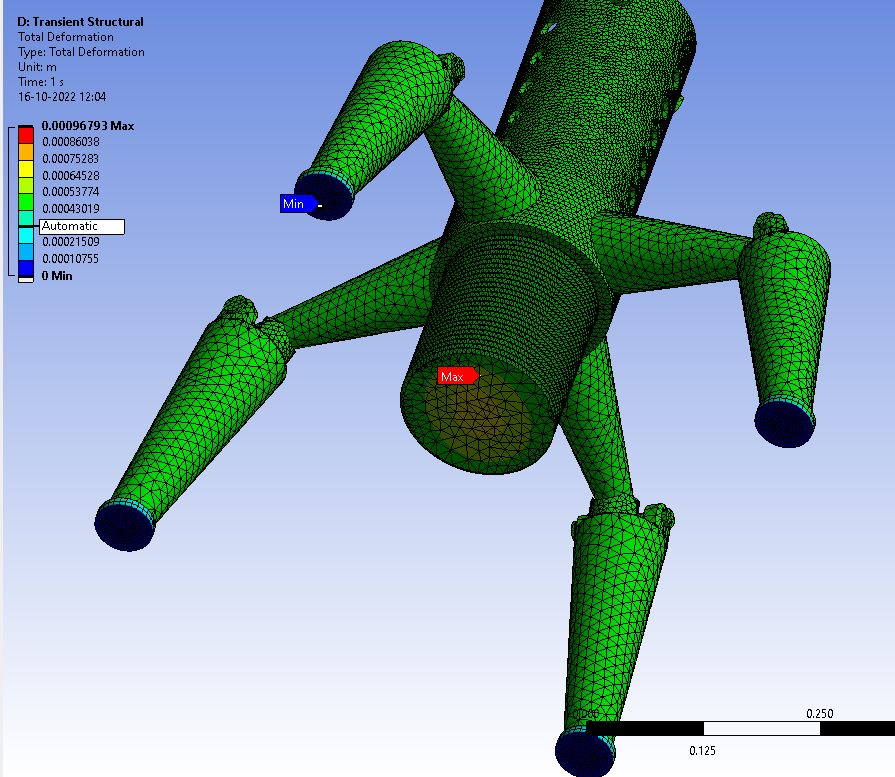 D: Transient Structural
Total Deformation
Type: Total Deformation
Unit: m
Time: 1 s
16-10-2022 12:04
0.00096793 Max
0.00086038
0.00075283
0.00064528
0.00053774
0.00043019
Automatic
0.00021509
0.00010755
0 Min
Min
Max
0.000
0.250
0.125